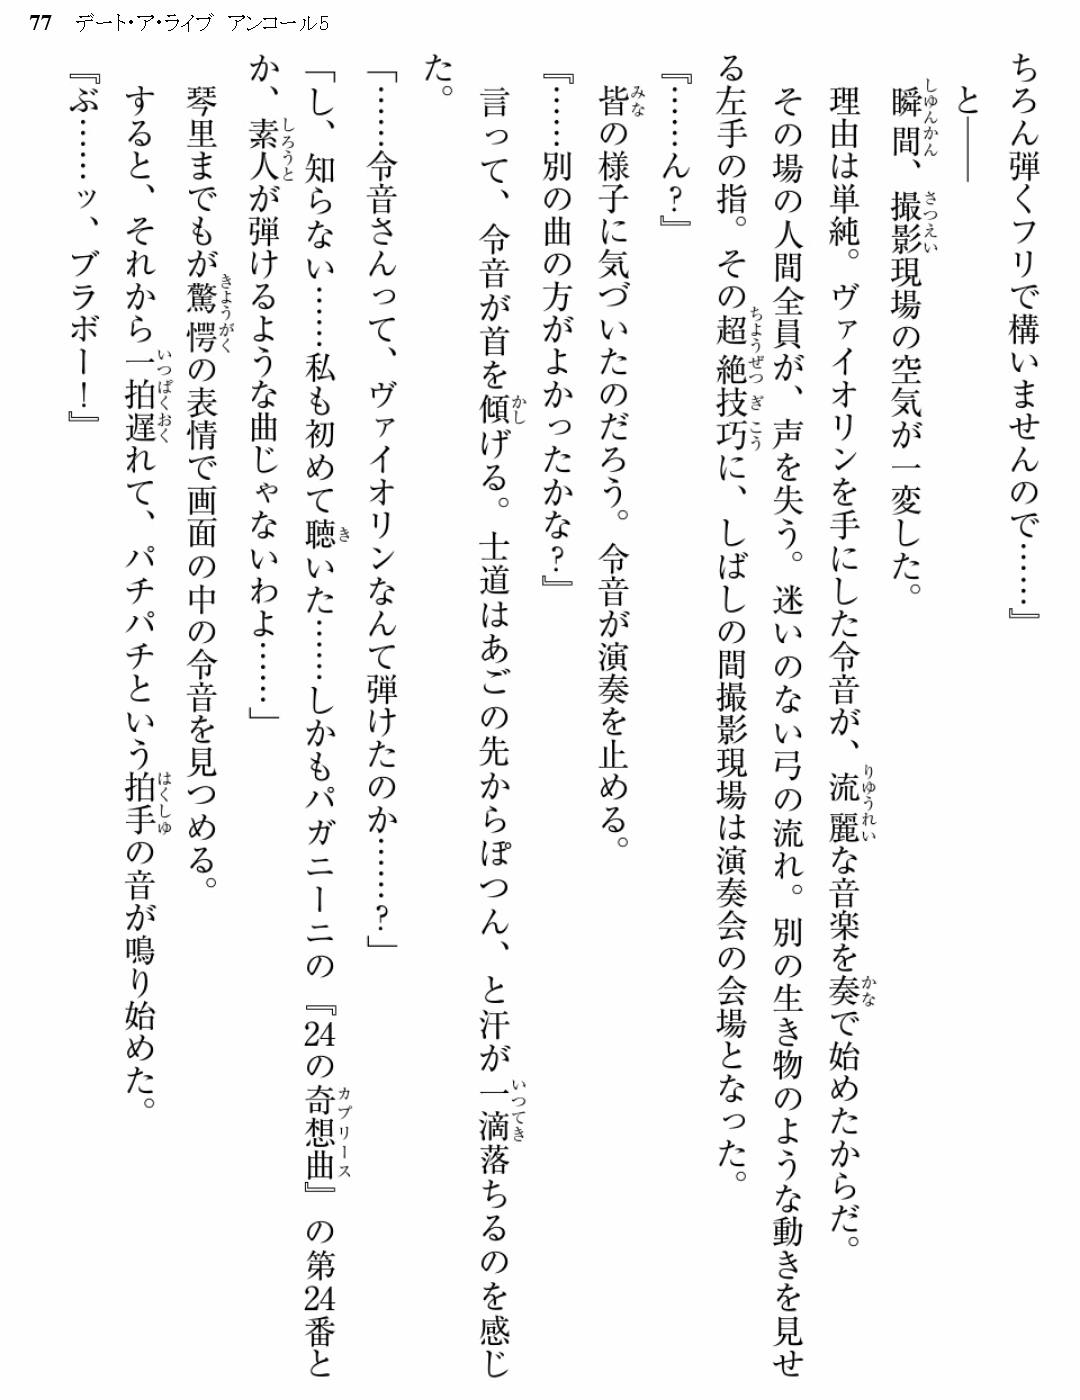 77 デート・ア・ライブ アンコール5
ちろん弾くフリで構いませんので……』
と――
瞬間、撮影現場の空気が一変した。
理由は単純。ヴァイオリンを手にした令音が、流麗な音楽を奏で始めたからだ。
その場の人間全員が、声を失う。迷いのない弓の流れ。別の生き物のような動きを見せ
る左手の指。その超絶技巧に、しばしの間撮影現場は演奏会の会場となった。
『……ん?』
皆の様子に気づいたのだろう。令音が演奏を止める。
『……別の曲の方がよかったかな?』
言って、令音が首を傾げる。士道はあごの先からぽつん、と汗が一滴落ちるのを感じ
た。
「……令音さんって、ヴァイオリンなんて弾けたのか……?」
「し、知らない……私も初めて聴いた……しかもパガニーニの『24の奇想曲』の第24番と
か、素人が弾けるような曲じゃないわよ……」
琴里までもが驚愕の表情で画面の中の令音を見つめる。
すると、それから一拍遅れて、パチパチという拍手の音が鳴り始めた。
『ぶ……ッ、ブラボー!』